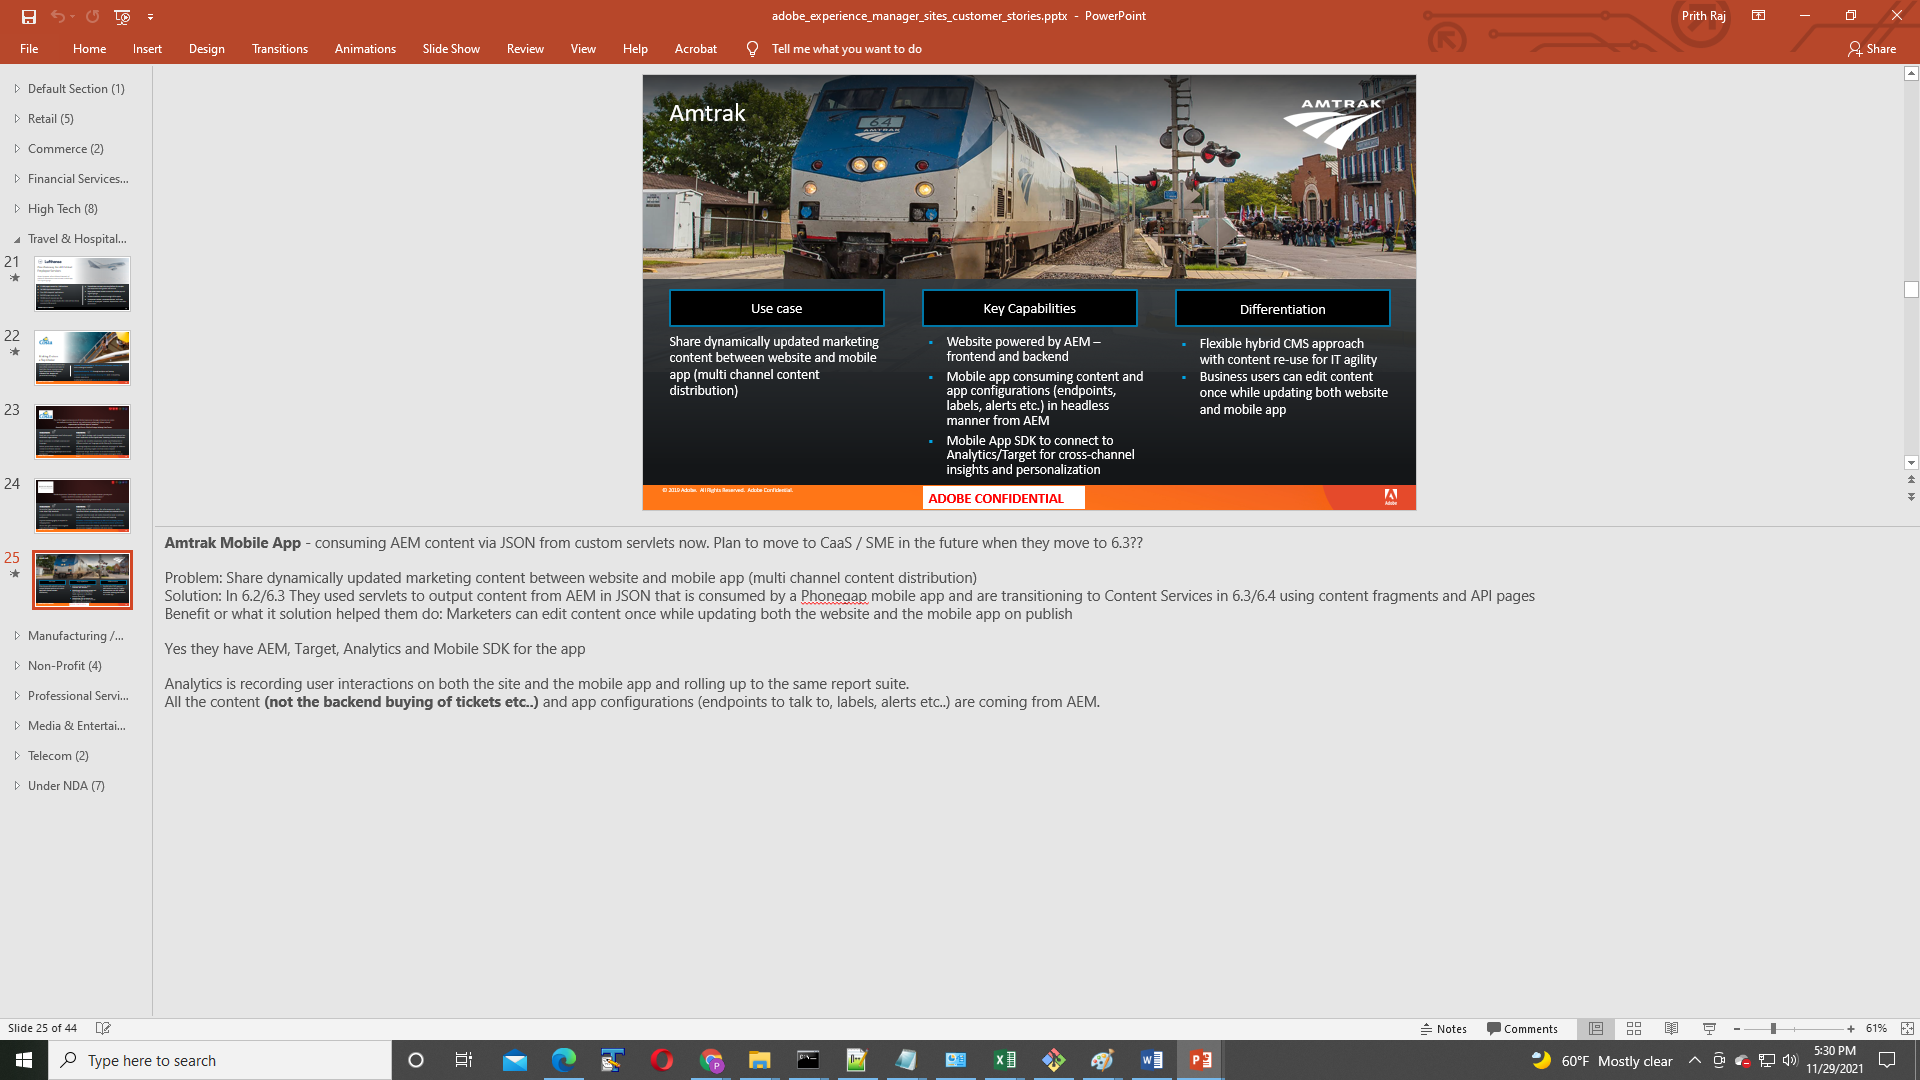 adobe_experience_manager_sites_customer_stories.pptx - PowerPoint
Prith Raj
File Home Insert Design Transitions Animations Slide Show Review View Help Acrobat Tell me what you want to do
Share
Default Section (1)
Retail (5)
Commerce (2)
Financial Services...
High Tech (8)
Travel & Hospital...
21
22
23
24
25
Manufacturing /...
Non-Profit (4)
Professional Servi...
Media & Entertai...
Telecom (2)
Under NDA (7)
Amtrak
AMTRAK
64
AMTRAK
Use case
Share dynamically updated marketing
content between website and mobile
app (multi channel content
distribution)
Key Capabilities
Website powered by AEM –
frontend and backend
Mobile app consuming content and
app configurations (endpoints,
labels, alerts etc.) in headless
manner from AEM
Mobile App SDK to connect to
Analytics/Target for cross-channel
insights and personalization
Differentiation
Flexible hybrid CMS approach
with content re-use for IT agility
Business users can edit content
once while updating both website
and mobile app
© 2019 Adobe. All Rights Reserved. Adobe Confidential.
ADOBE CONFIDENTIAL
Adobe
Amtrak Mobile App - consuming AEM content via JSON from custom servlets now. Plan to move to CaaS / SME in the future when they move to 6.3??
Problem: Share dynamically updated marketing content between website and mobile app (multi channel content distribution)
Solution: In 6.2/6.3 They used servlets to output content from AEM in JSON that is consumed by a Phonegap mobile app and are transitioning to Content Services in 6.3/6.4 using content fragments and API pages
Benefit or what it solution helped them do: Marketers can edit content once while updating both the website and the mobile app on publish
Yes they have AEM, Target, Analytics and Mobile SDK for the app
Analytics is recording user interactions on both the site and the mobile app and rolling up to the same report suite.
All the content (not the backend buying of tickets etc..) and app configurations (endpoints to talk to, labels, alerts etc..) are coming from AEM.
Slide 25 of 44
Notes
Comments
61%
Type here to search
60°F Mostly clear
5:30 PM
11/29/2021